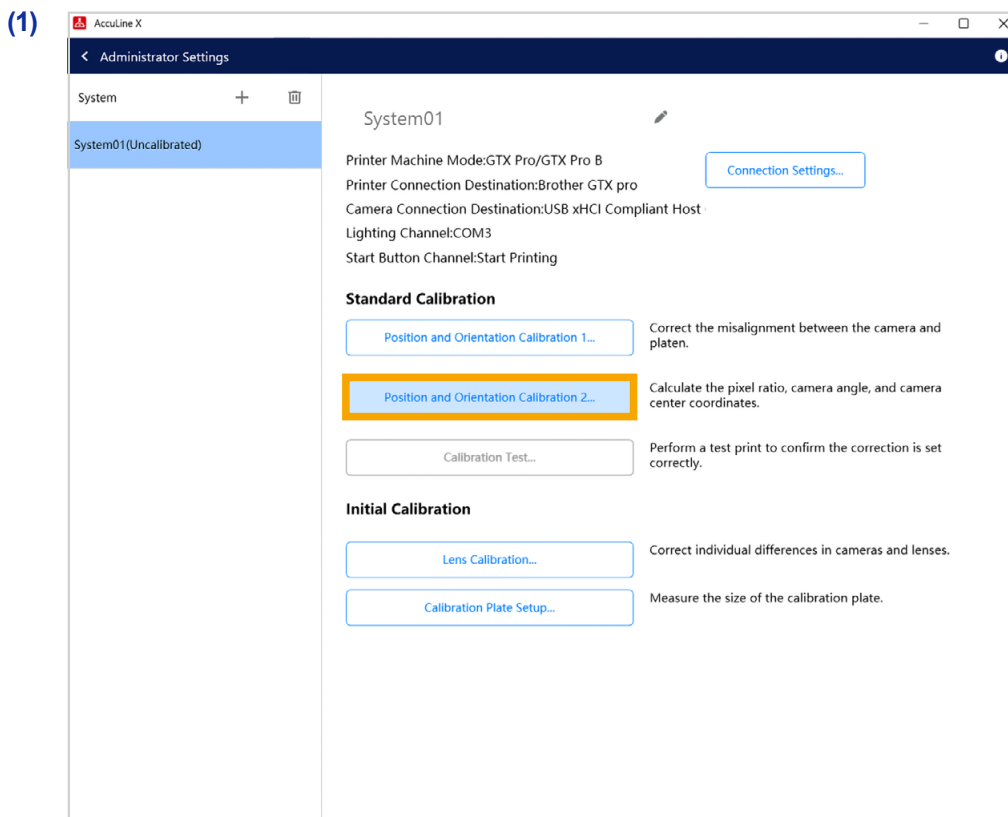 (1)
AccuLine X
Administrator Settings
System
System01(Uncalibrated)
System01
Printer Machine Mode:GTX Pro/GTX Pro B
Connection Settings...
Printer Connection Destination:Brother GTX pro
Camera Connection Destination:USB xHCI Compliant Host
Lighting Channel:COM3
Start Button Channel:Start Printing
Standard Calibration
Position and Orientation Calibration 1...
Correct the misalignment between the camera and
platen.
Position and Orientation Calibration 2...
Calculate the pixel ratio, camera angle, and camera
center coordinates.
Calibration Test...
Perform a test print to confirm the correction is set
correctly.
Initial Calibration
Lens Calibration...
Correct individual differences in cameras and lenses.
Calibration Plate Setup...
Measure the size of the calibration plate.